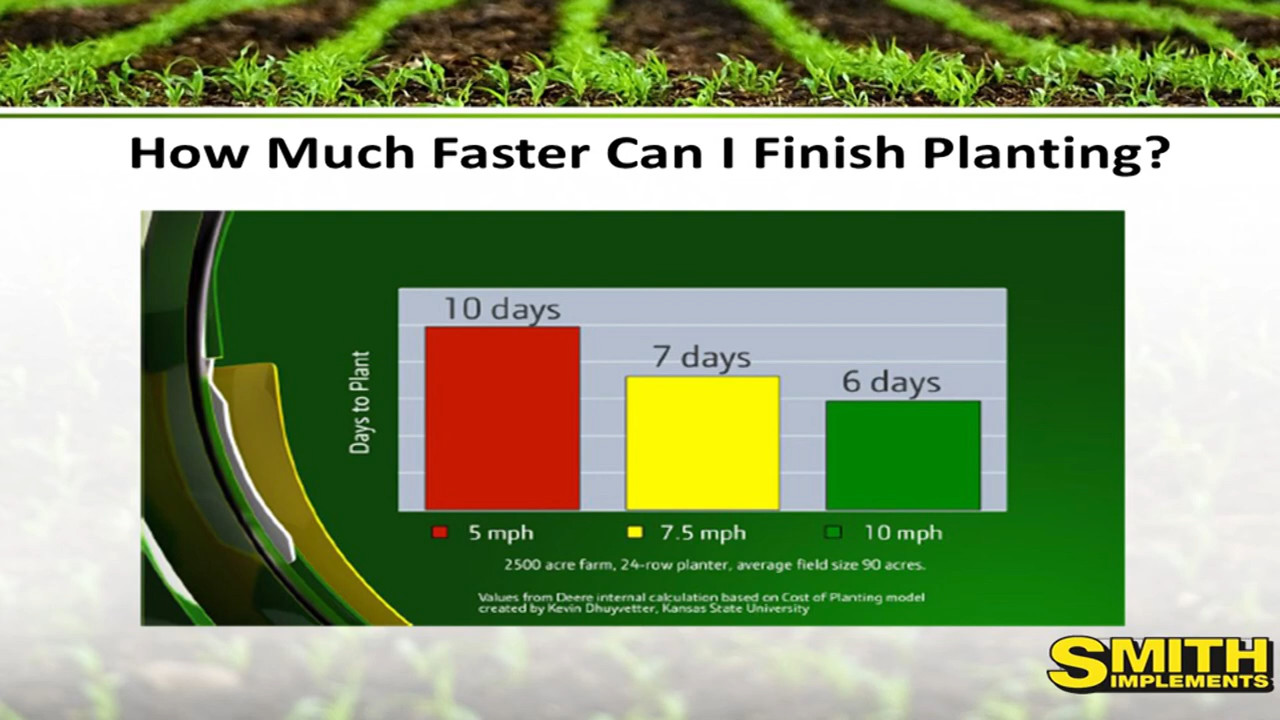 How Much Faster Can I Finish Planting?
10 days
7 days
6 days
Days to Plant
5 mph
7.5 mph
10 mph
2500 acre farm, 24-row planter, average field size 90 acres.
Values from Deere internal calculation based on Cost of Planting model
created by Kevin Dhuyvetter, Kansas State University
SMITH
IMPLEMENTS